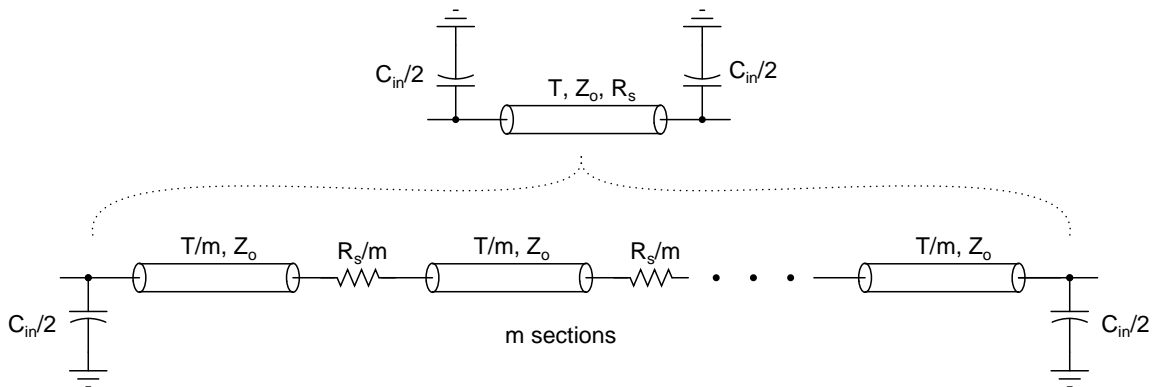 C_in/2
C_in/2
T, Z_o, R_s
T/m, Z_o
R_s/m
T/m, Z_o
R_s/m
T/m, Z_o
C_in/2
m sections
C_in/2